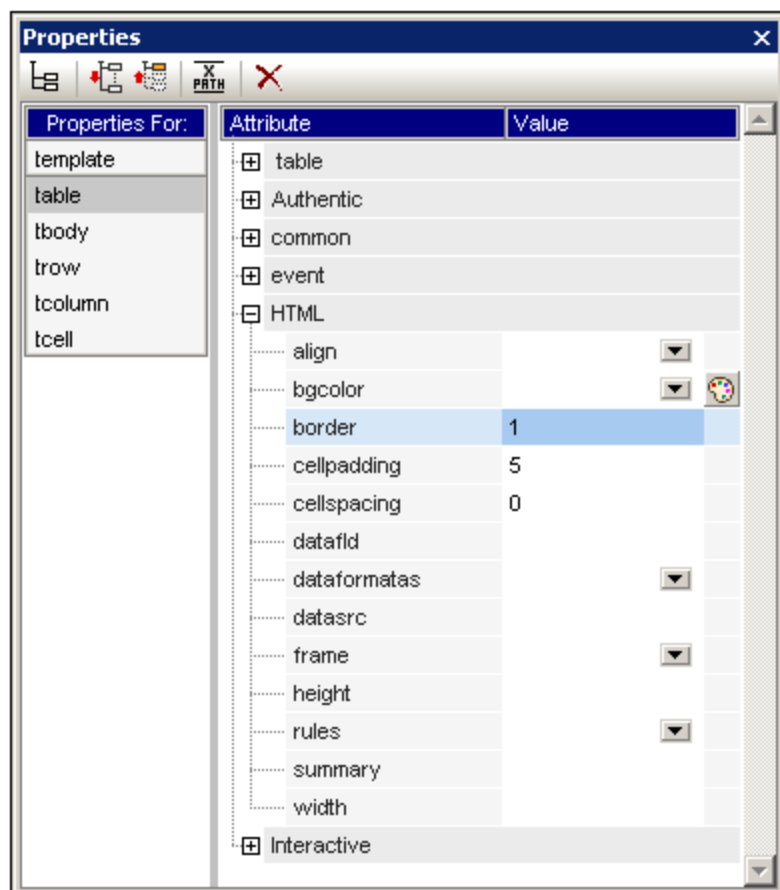 Properties
X
PATH
Properties For:
Attribute Value
template
table
tbody
trow
tcolumn
tcell
table
Authentic
common
event
HTML
align
bgcolor
border 1
cellpadding 5
cellspacing 0
datafld
dataformatas
datasrc
frame
height
rules
summary
width
Interactive